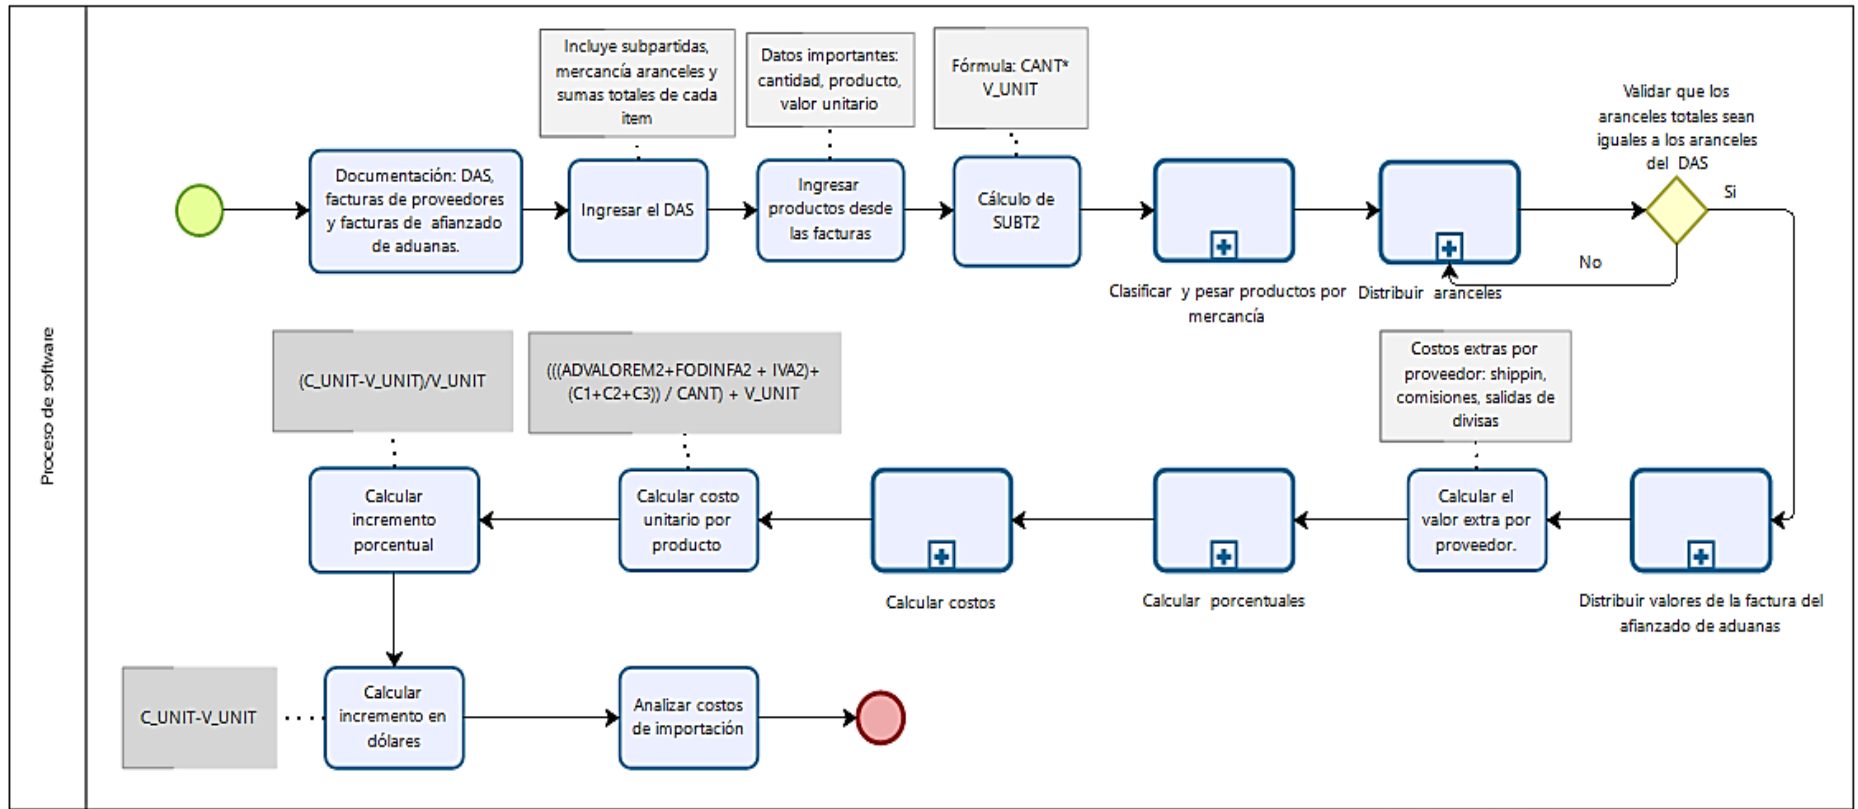 Proceso de software
Incluye subpartidas,
mercancía aranceles y
sumas totales de cada
item
Datos importantes:
cantidad, producto,
valor unitario
Fórmula: CANT*
V_UNIT
Validar que los
aranceles totales sean
iguales a los aranceles
del DAS
Documentación: DAS,
facturas de proveedores
y facturas de afianzado
de aduanas.
Ingresar el DAS
Ingresar
productos desde
las facturas
Cálculo de
SUBT2
Si
No
Clasificar y pesar productos por
mercancía
Distribuir aranceles
(C_UNIT-V_UNIT)/V_UNIT
(((ADVALOREM2+FODINFA2 + IVA2)+
(C1+C2+C3)) / CANT) + V_UNIT
Costos extras por
proveedor: shippin,
comisiones, salidas de
divisas
Calcular
incremento
porcentual
Calcular costo
unitario por
producto
Calcular costos
Calcular porcentuales
Calcular el
valor extra por
proveedor.
Distribuir valores de la factura del
afianzado de aduanas
C_UNIT-V_UNIT
Calcular
incremento en
dólares
Analizar costos
de importación